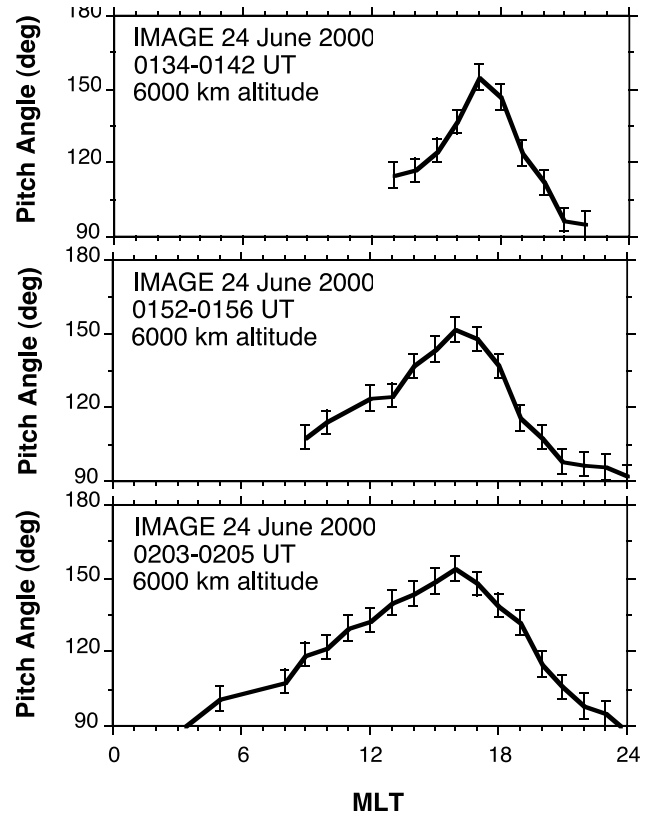 180
150
120
90
Pitch Angle (deg)
IMAGE 24 June 2000
0134-0142 UT
6000 km altitude
180
150
120
90
Pitch Angle (deg)
IMAGE 24 June 2000
0152-0156 UT
6000 km altitude
180
150
120
90
Pitch Angle (deg)
IMAGE 24 June 2000
0203-0205 UT
6000 km altitude
0 6 12 18 24
MLT